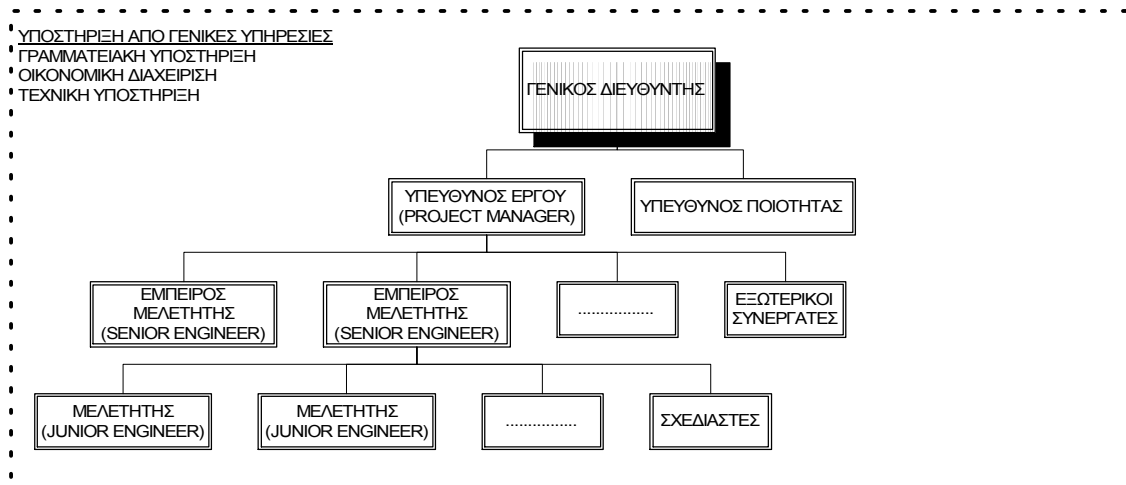 ΥΠΟΣΤΗΡΙΞΗ ΑΠΟ ΓΕΝΙΚΕΣ ΥΠΗΡΕΣΙΕΣ
ΓΡΑΜΜΑΤΕΙΑΚΗ ΥΠΟΣΤΗΡΙΞΗ
ΟΙΚΟΝΟΜΙΚΗ ΔΙΑΧΕΙΡΙΣΗ
ΤΕΧΝΙΚΗ ΥΠΟΣΤΗΡΙΞΗ
ΓΕΝΙΚΟΣ ΔΙΕΥΘΥΝΤΗΣ
ΥΠΕΥΘΥΝΟΣ ΕΡΓΟΥ
(PROJECT MANAGER)
ΥΠΕΥΘΥΝΟΣ ΠΟΙΟΤΗΤΑΣ
ΕΜΠΕΙΡΟΣ
ΜΕΛΕΤΗΤΗΣ
(SENIOR ENGINEER)
ΕΜΠΕΙΡΟΣ
ΜΕΛΕΤΗΤΗΣ
(SENIOR ENGINEER)
.................
ΕΞΩΤΕΡΙΚΟΙ
ΣΥΝΕΡΓΑΤΕΣ
ΜΕΛΕΤΗΤΗΣ
(JUNIOR ENGINEER)
ΜΕΛΕΤΗΤΗΣ
(JUNIOR ENGINEER)
................
ΣΧΕΔΙΑΣΤΕΣ